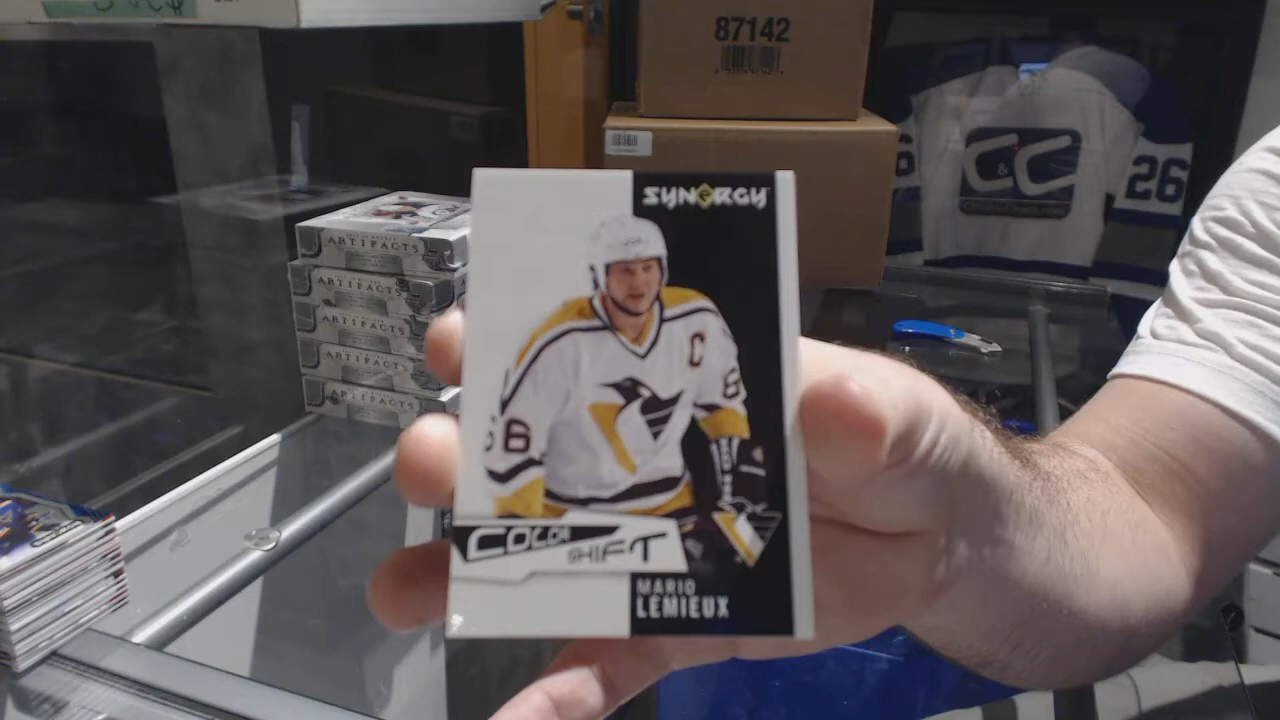 87142
ARTIFACTS
ARTIFACTS
ARTIFACTS
ARTIFACTS
ARTIFACTS
C&C
26
SYNERGY
C
66
COLOR
SHIFT
MARIO
LEMIEUX